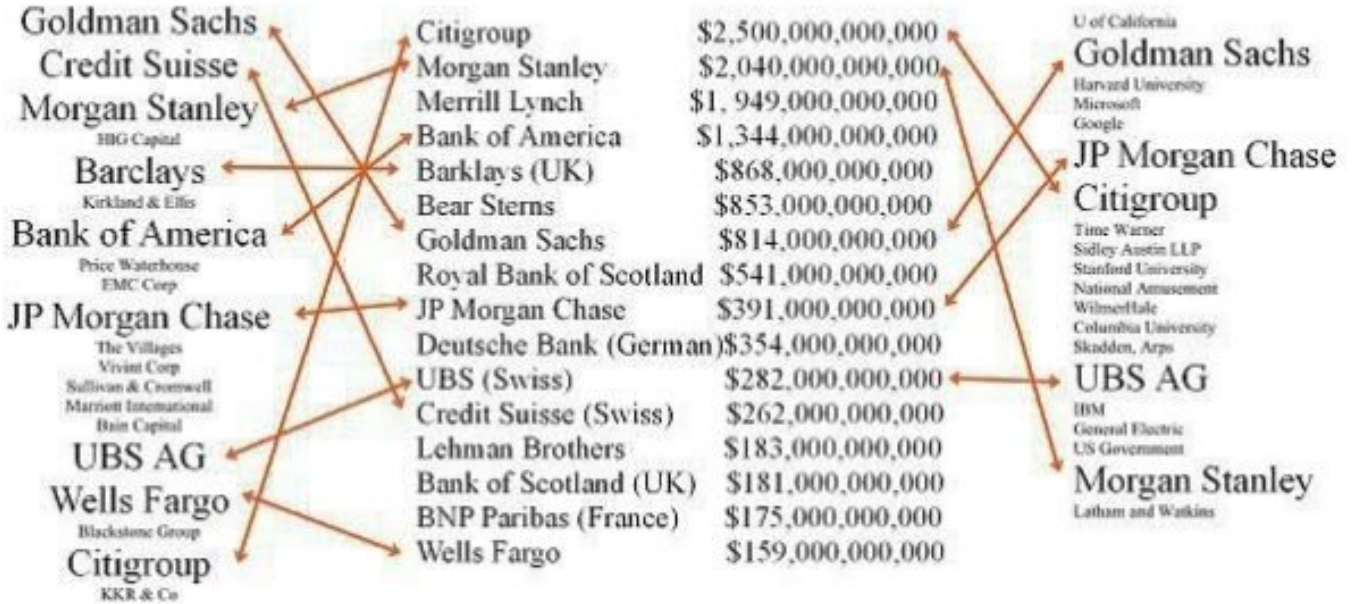 Goldman Sachs
Credit Suisse
Morgan Stanley
HIG Capital
Barclays
Kirkland & Ellis
Bank of America
Price Waterhouse
EMC Corp
JP Morgan Chase
The Villages
Vivint Corp
Sullivan & Cromwell
Marriott International
Bain Capital
UBS AG
Wells Fargo
Blackstone Group
Citigroup
KKR & Co
Citigroup $2,500,000,000,000
Morgan Stanley $2,040,000,000,000
Merrill Lynch $1, 949,000,000,000
Bank of America $1,344,000,000,000
Barklays (UK) $868,000,000,000
Bear Sterns $853,000,000,000
Goldman Sachs $814,000,000,000
Royal Bank of Scotland $541,000,000,000
JP Morgan Chase $391,000,000,000
Deutsche Bank (German)$354,000,000,000
UBS (Swiss) $282,000,000,000
Credit Suisse (Swiss) $262,000,000,000
Lehman Brothers $183,000,000,000
Bank of Scotland (UK) $181,000,000,000
BNP Paribas (France) $175,000,000,000
Wells Fargo $159,000,000,000
U of California
Goldman Sachs
Harvard University
Microsoft
Google
JP Morgan Chase
Citigroup
Time Warner
Sidley Austin LLP
Stanford University
National Amusement
WilmerHale
Columbia University
Skadden, Arps
UBS AG
IBM
General Electric
US Government
Morgan Stanley
Latham and Watkins